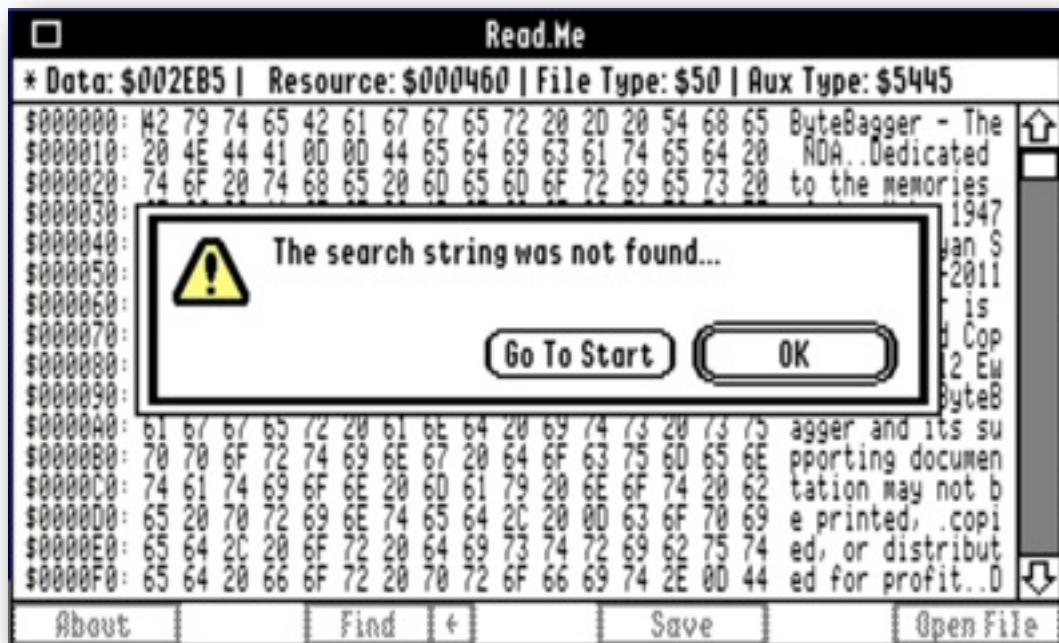 Read.Me
* Data: $002EB5 | Resource: $000460 | File Type: $50 | Aux Type: $5445
$000000: 42 79 74 65 42 61 67 67 65 72 20 2D 20 54 68 65 ByteBagger - The
$000010: 20 4E 44 41 0D 0D 44 65 64 69 63 61 74 65 64 20 NDA..Dedicated
$000020: 74 6F 20 74 68 65 20 6D 65 6D 6F 72 69 65 73 20 to the memories
$000030: 1947
$000040: yan S
$000050: -2011
$000060: r is
$000070: d Cop
$000080: 12 Ew
$000090: ByteB
The search string was not found...
Go To Start
OK
$0000A0: 61 67 67 65 72 20 61 6E 64 20 69 74 73 20 73 75 agger and its su
$0000B0: 70 70 6F 72 74 69 6E 67 20 64 6F 63 75 6D 65 6E pporting documen
$0000C0: 74 61 74 69 6F 6E 20 6D 61 79 20 6E 6F 74 20 62 tation may not b
$0000D0: 65 20 70 72 69 6E 74 65 64 2C 20 0D 63 6F 70 69 e printed, .copi
$0000E0: 65 64 2C 20 6F 72 20 64 69 73 74 72 69 62 75 74 ed, or distribut
$0000F0: 65 64 20 66 6F 72 20 70 72 6F 66 69 74 2E 0D 44 ed for profit..D
About Find Save Open File